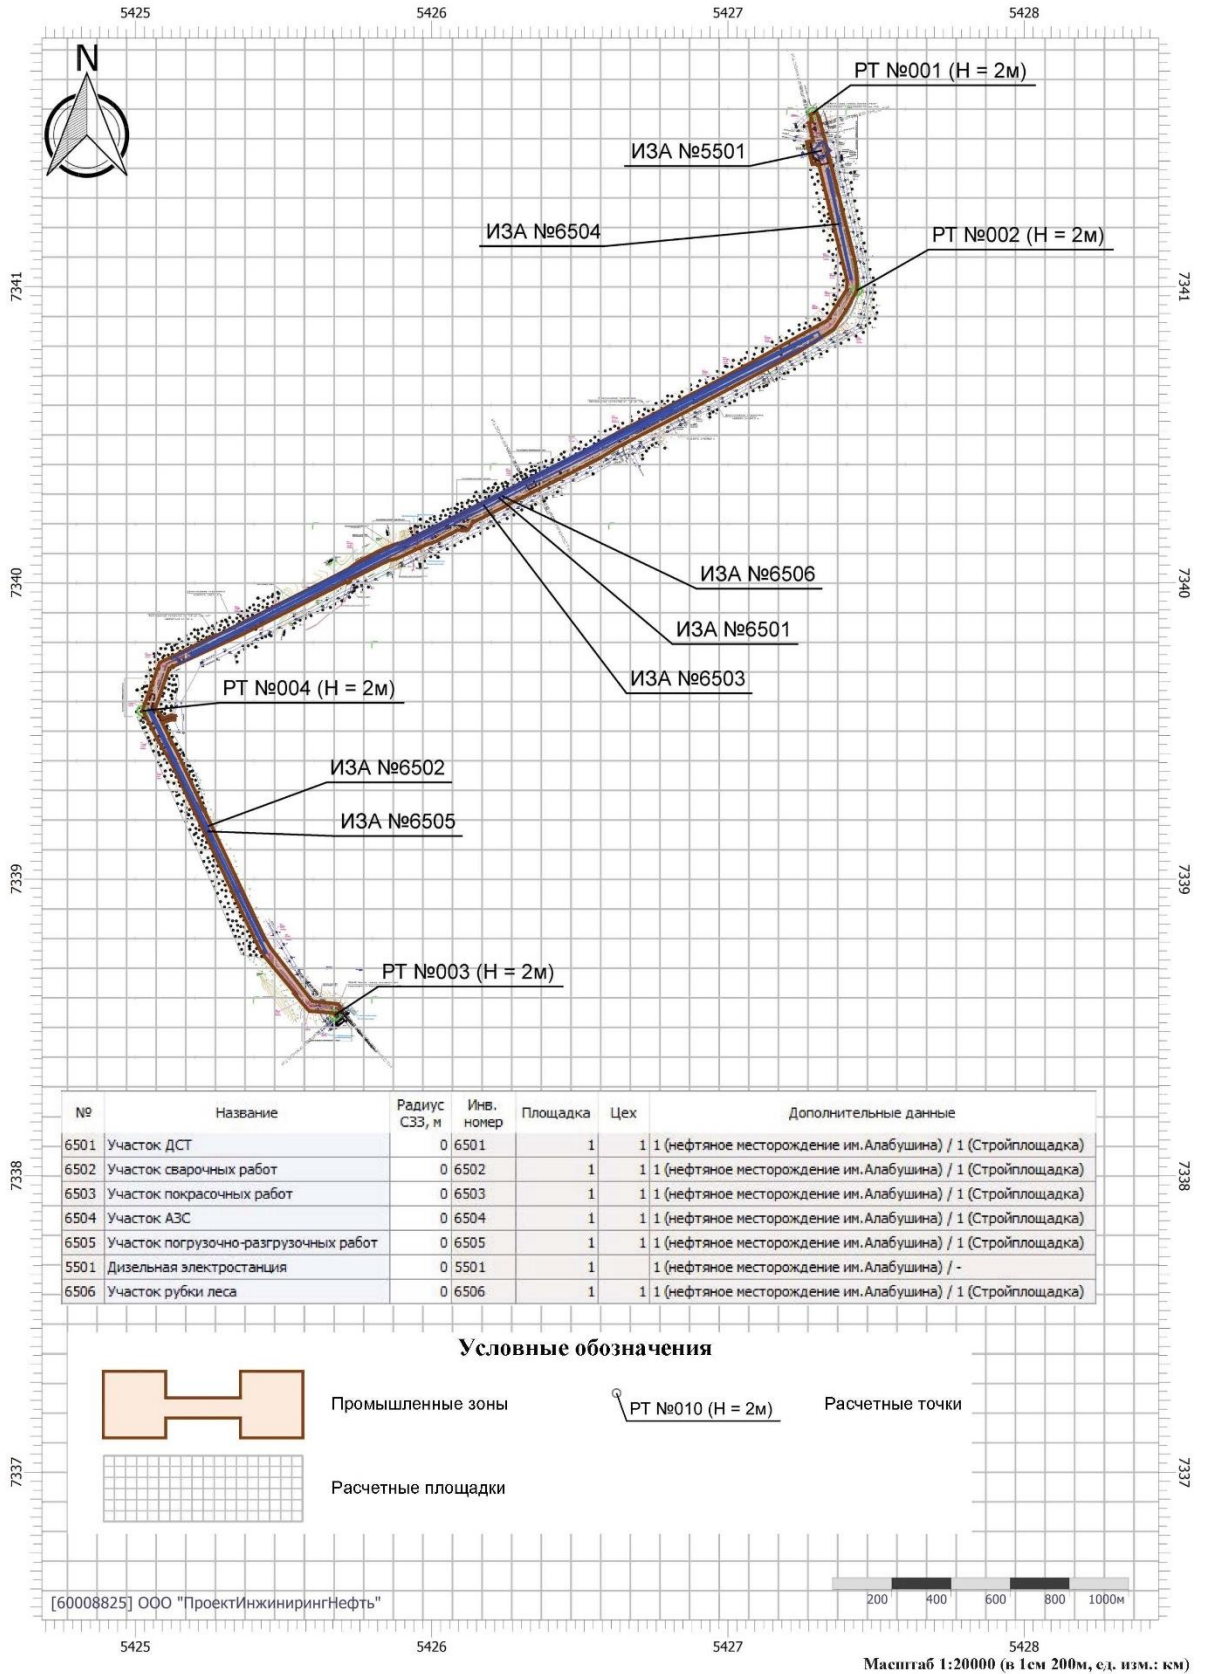 5425 5426 5427 5428
N
РТ №001 (Н = 2м)
ИЗА №5501
ИЗА №6504
РТ №002 (Н = 2м)
7341 7341
ИЗА №6506
7340 7340
ИЗА №6501
ИЗА №6503
РТ №004 (Н = 2м)
ИЗА №6502
ИЗА №6505
7339 7339
РТ №003 (Н = 2м)
№ Название Радиус СЗЗ, м Инв. номер Площадка Цех Дополнительные данные
6501 Участок ДСТ 0 6501 1 1 1 (нефтяное месторождение им.Алабушина) / 1 (Стройплощадка)
6502 Участок сварочных работ 0 6502 1 1 1 (нефтяное месторождение им.Алабушина) / 1 (Стройплощадка)
7338 7338
6503 Участок покрасочных работ 0 6503 1 1 1 (нефтяное месторождение им.Алабушина) / 1 (Стройплощадка)
6504 Участок АЗС 0 6504 1 1 1 (нефтяное месторождение им.Алабушина) / 1 (Стройплощадка)
6505 Участок погрузочно-разгрузочных работ 0 6505 1 1 1 (нефтяное месторождение им.Алабушина) / 1 (Стройплощадка)
5501 Дизельная электростанция 0 5501 1 1 (нефтяное месторождение им.Алабушина) / -
6506 Участок рубки леса 0 6506 1 1 1 (нефтяное месторождение им.Алабушина) / 1 (Стройплощадка)
Условные обозначения
Промышленные зоны
РТ №010 (Н = 2м)
Расчетные точки
7337 7337
Расчетные площадки
200 400 600 800 1000м
[60008825] ООО "ПроектИнжинирингНефть"
5425 5426 5427 5428
Масштаб 1:20000 (в 1см 200м, ед. изм.: км)